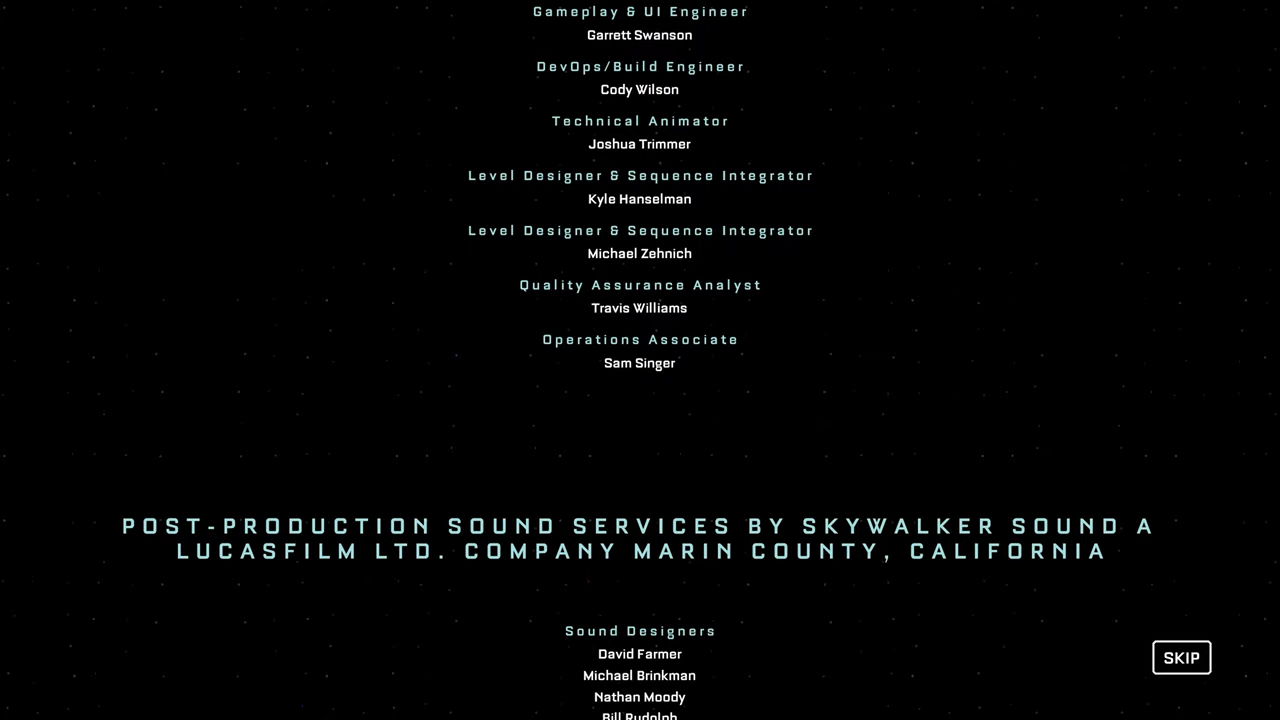 Gameplay & UI Engineer
Garrett Swanson
DevOps/Build Engineer
Cody Wilson
Technical Animator
Joshua Trimmer
Level Designer & Sequence Integrator
Kyle Hanselman
Level Designer & Sequence Integrator
Michael Zehnich
Quality Assurance Analyst
Travis Williams
Operations Associate
Sam Singer
POST-PRODUCTION SOUND SERVICES BY SKYWALKER SOUND A
LUCASFILM LTD. COMPANY MARIN COUNTY, CALIFORNIA
Sound Designers
David Farmer
SKIP
Michael Brinkman
Nathan Moody
Bill Rudolph